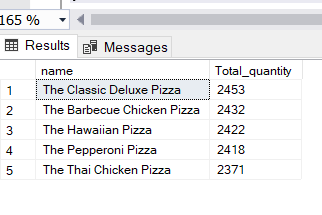 165 %
Results Messages
name Total_quantity
1 The Classic Deluxe Pizza 2453
2 The Barbecue Chicken Pizza 2432
3 The Hawaiian Pizza 2422
4 The Pepperoni Pizza 2418
5 The Thai Chicken Pizza 2371